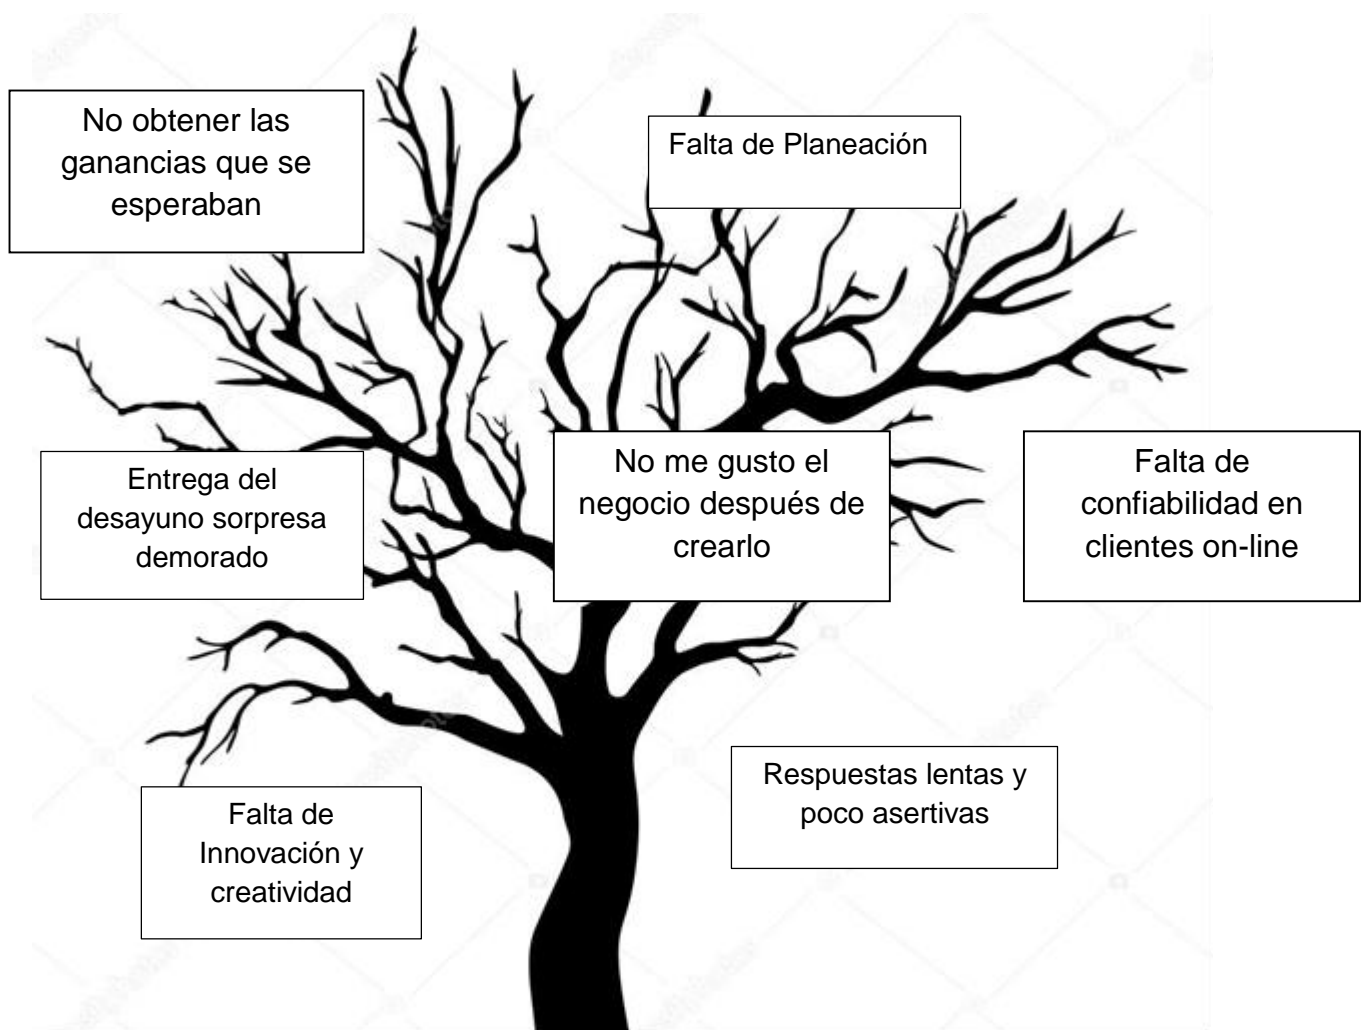 No obtener las
ganancias que se
esperaban
Falta de Planeación
Entrega del
desayuno sorpresa
demorado
No me gusto el
negocio después de
crearlo
Falta de
confiabilidad en
clientes on-line
Falta de
Innovación y
creatividad
Respuestas lentas y
poco asertivas